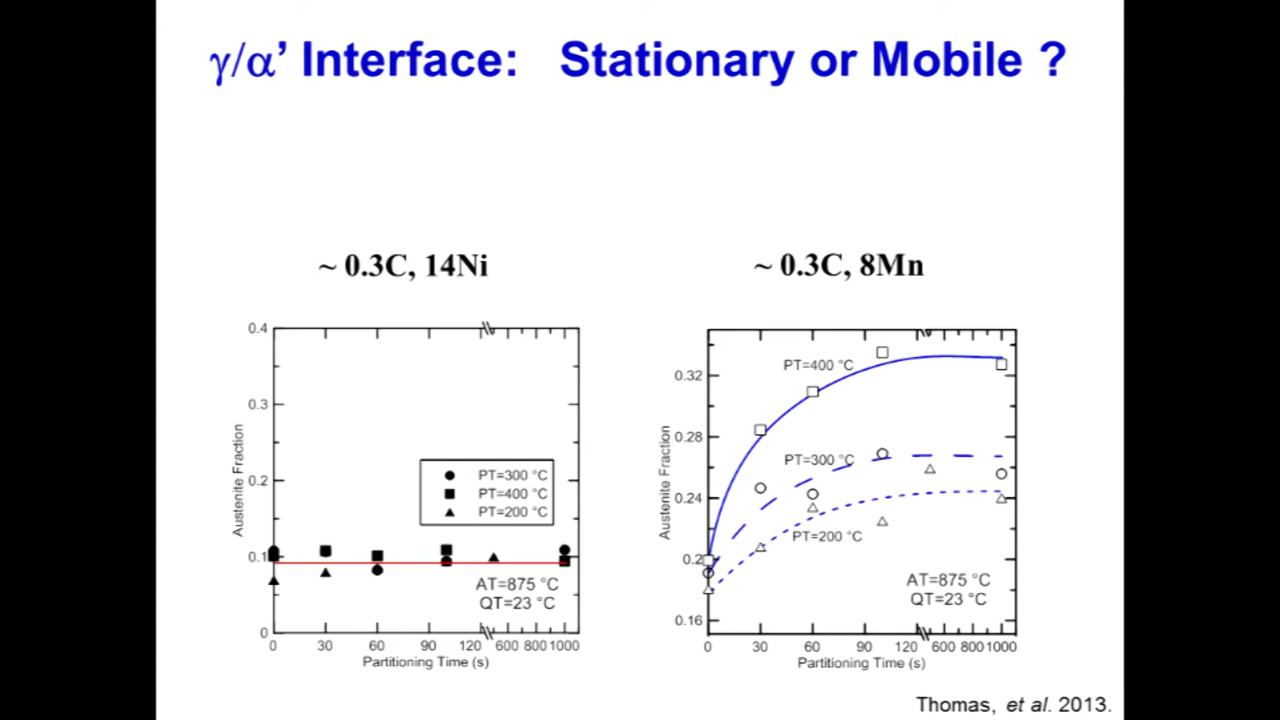 γ/α’ Interface: Stationary or Mobile ?
~ 0.3C, 14Ni
0.4
0.3
0.2
0.1
0
Austenite Fraction
PT=300 °C
PT=400 °C
PT=200 °C
AT=875 °C
QT=23 °C
0 30 60 90 120 600 800 1000
Partitioning Time (s)
~ 0.3C, 8Mn
0.32
0.28
0.24
0.2
0.16
Austenite Fraction
PT=400 °C
PT=300 °C
PT=200 °C
AT=875 °C
QT=23 °C
0 30 60 90 120 600 800 1000
Partitioning Time (s)
Thomas, et al. 2013.